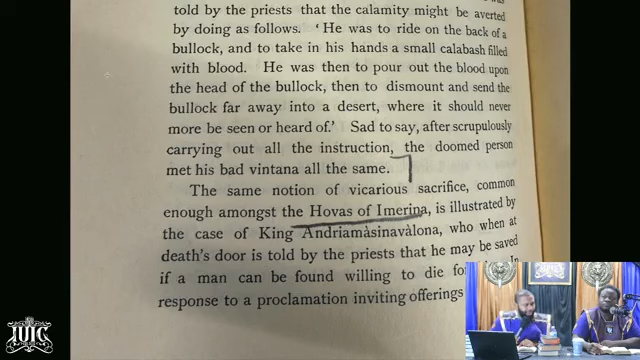 told by the priests that the calamity might be averted
by doing as follows. ‘ He was to ride on the back of a
bullock, and to take in his hands a small calabash filled
with blood. He was then to pour out the blood upon
the head of the bullock, then to dismount and send the
bullock far away into a desert, where it should never
more be seen or heard of.’ Sad to say, after scrupulously
carrying out all the instruction, the doomed person
met his bad vintana all the same.
The same notion of vicarious sacrifice, common
enough amongst the Hovas of Imerina, is illustrated by
the case of King Andriamàsinavàlona, who when at
death's door is told by the priests that he may be saved
if a man can be found willing to die In
response to a proclamation inviting offerings
IUIC